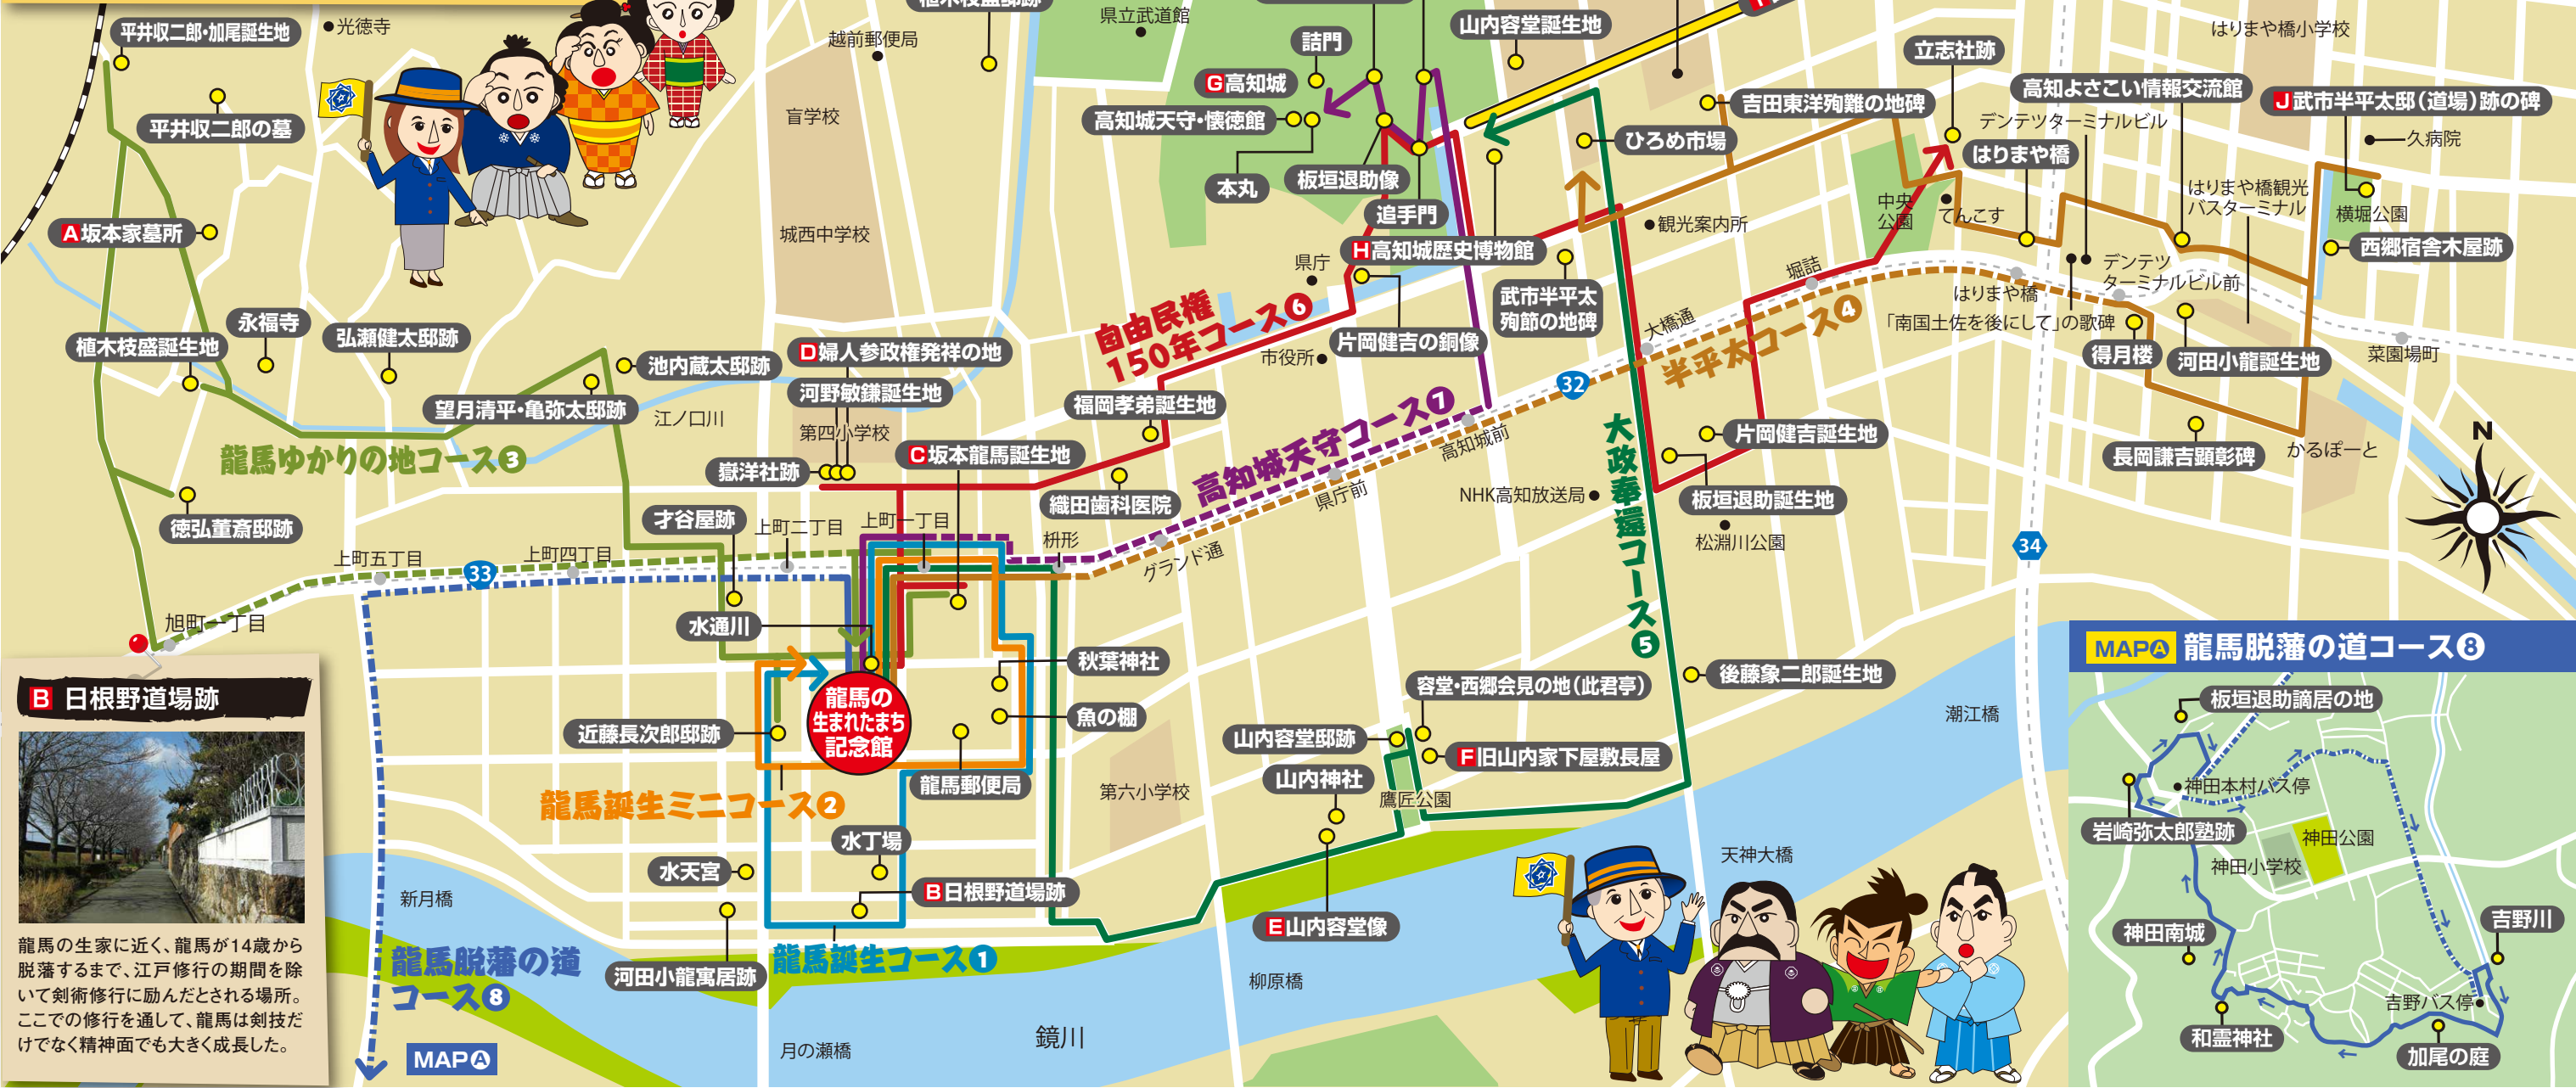 平井収二郎・加尾誕生地
光徳寺
平井収二郎の墓
A坂本家墓所
植木枝盛誕生地
永福寺
弘瀬健太邸跡
望月清平・亀弥太邸跡
池内蔵太邸跡
龍馬ゆかりの地コース❸
徳弘董斎邸跡
江ノ口川
越前郵便局
盲学校
城西中学校
D婦人参政権発祥の地
河野敏鎌誕生地
第四小学校
嶽洋社跡
C坂本龍馬誕生地
県立武道館
詰門
G高知城
高知城天守・懐徳館
本丸
板垣退助像
追手門
山内容堂誕生地
吉田東洋殉難の地碑
ひろめ市場
観光案内所
H高知城歴史博物館
県庁
片岡健吉の銅像
武市半平太
殉節の地碑
自由民権
150年コース❻
市役所
福岡孝弟誕生地
織田歯科医院
高知城天守コース❼
高知城前
県庁前
グランド通
枡形
大橋通
堀詰
32
半平太コース❹
大政奉還コース❺
NHK高知放送局
片岡健吉誕生地
板垣退助誕生地
松淵川公園
立志社跡
はりまや橋小学校
高知よさこい情報交流館
デンテツターミナルビル
はりまや橋
J武市半平太邸(道場)跡の碑
久病院
はりまや橋観光
バスターミナル
横堀公園
西郷宿舎木屋跡
中央
公園
てんこす
デンテツ
ターミナルビル前
はりまや橋
「南国土佐を後にして」の歌碑
得月楼
河田小龍誕生地
菜園場町
長岡謙吉顕彰碑
かるぽーと
N
34
才谷屋跡
上町二丁目
上町一丁目
上町五丁目
上町四丁目
33
旭町一丁目
水通川
龍馬の
生まれたまち
記念館
近藤長次郎邸跡
秋葉神社
魚の棚
龍馬郵便局
龍馬誕生ミニコース❷
水丁場
水天宮
B日根野道場跡
河田小龍寓居跡
龍馬誕生コース❶
新月橋
龍馬脱藩の道
コース❽
MAPA
月の瀬橋
鏡川
柳原橋
第六小学校
容堂・西郷会見の地(此君亭)
山内容堂邸跡
F旧山内家下屋敷長屋
山内神社
鷹匠公園
E山内容堂像
後藤象二郎誕生地
天神大橋
潮江橋
B 日根野道場跡
龍馬の生家に近く、龍馬が14歳から
脱藩するまで、江戸修行の期間を除
いて剣術修行に励んだとされる場所。
ここでの修行を通して、龍馬は剣技だ
けでなく精神面でも大きく成長した。
MAPA 龍馬脱藩の道コース❽
板垣退助謫居の地
神田本村バス停
岩崎弥太郎塾跡
神田公園
神田小学校
神田南城
吉野川
吉野バス停
和霊神社
加尾の庭